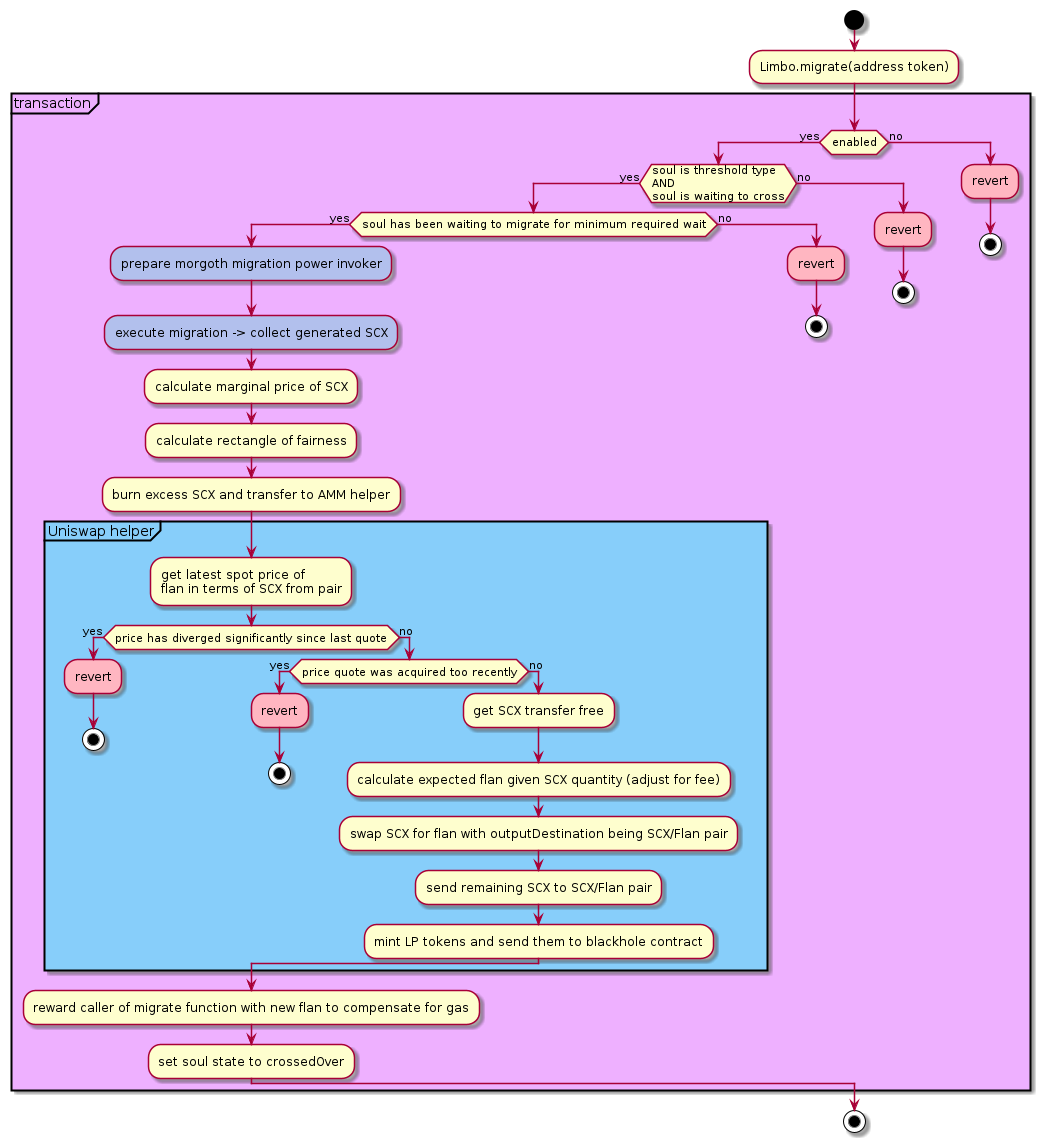 Limbo.migrate(address token)
transaction
yes
enabled
no
yes
soul is threshold type
AND
soul is waiting to cross
no
revert
yes
soul has been waiting to migrate for minimum required wait
no
revert
prepare morgoth migration power invoker
revert
execute migration -> collect generated SCX
calculate marginal price of SCX
calculate rectangle of fairness
burn excess SCX and transfer to AMM helper
Uniswap helper
get latest spot price of
flan in terms of SCX from pair
yes
price has diverged significantly since last quote
no
revert
yes
price quote was acquired too recently
no
revert
get SCX transfer free
calculate expected flan given SCX quantity (adjust for fee)
swap SCX for flan with outputDestination being SCX/Flan pair
send remaining SCX to SCX/Flan pair
mint LP tokens and send them to blackhole contract
reward caller of migrate function with new flan to compensate for gas
set soul state to crossedOver